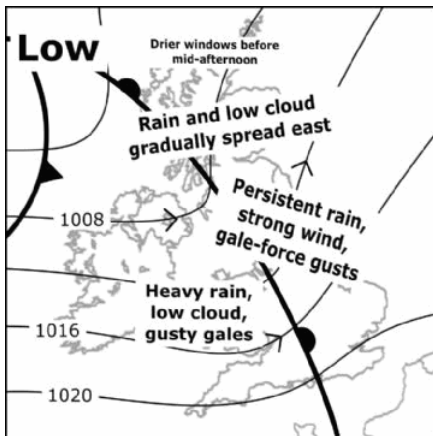 Low
Drier windows before
mid-afternoon
Rain and low cloud
gradually spread east
Persistent rain,
strong wind,
gale-force gusts
1008
Heavy rain,
low cloud,
gusty gales
1016
1020